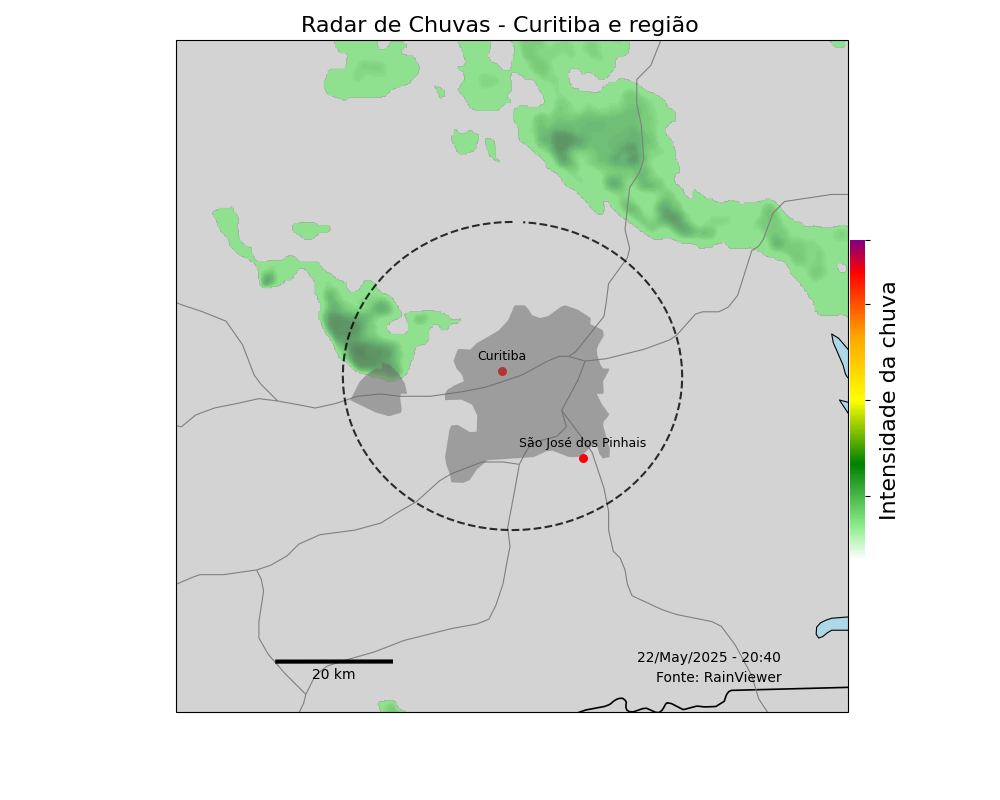 Radar de Chuvas - Curitiba e região
Curitiba
São José dos Pinhais
Intensidade da chuva
22/May/2025 - 20:40
Fonte: RainViewer
20 km